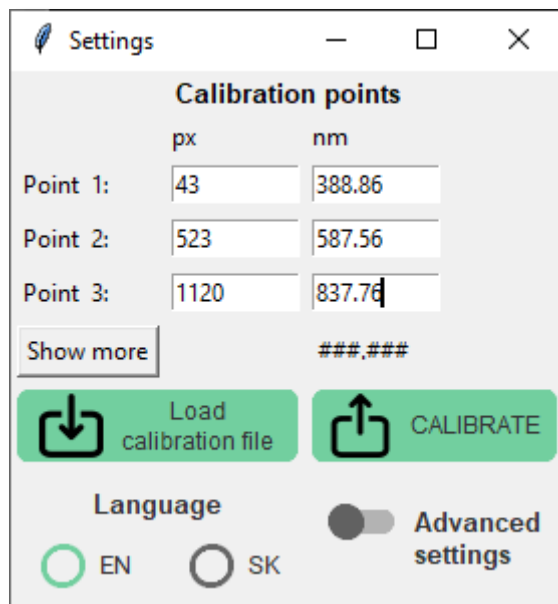 Settings
Calibration points
px nm
Point 1: 43 388.86
Point 2: 523 587.56
Point 3: 1120 837.76
Show more ###.###
Load
calibration file
CALIBRATE
Language
EN SK
Advanced
settings